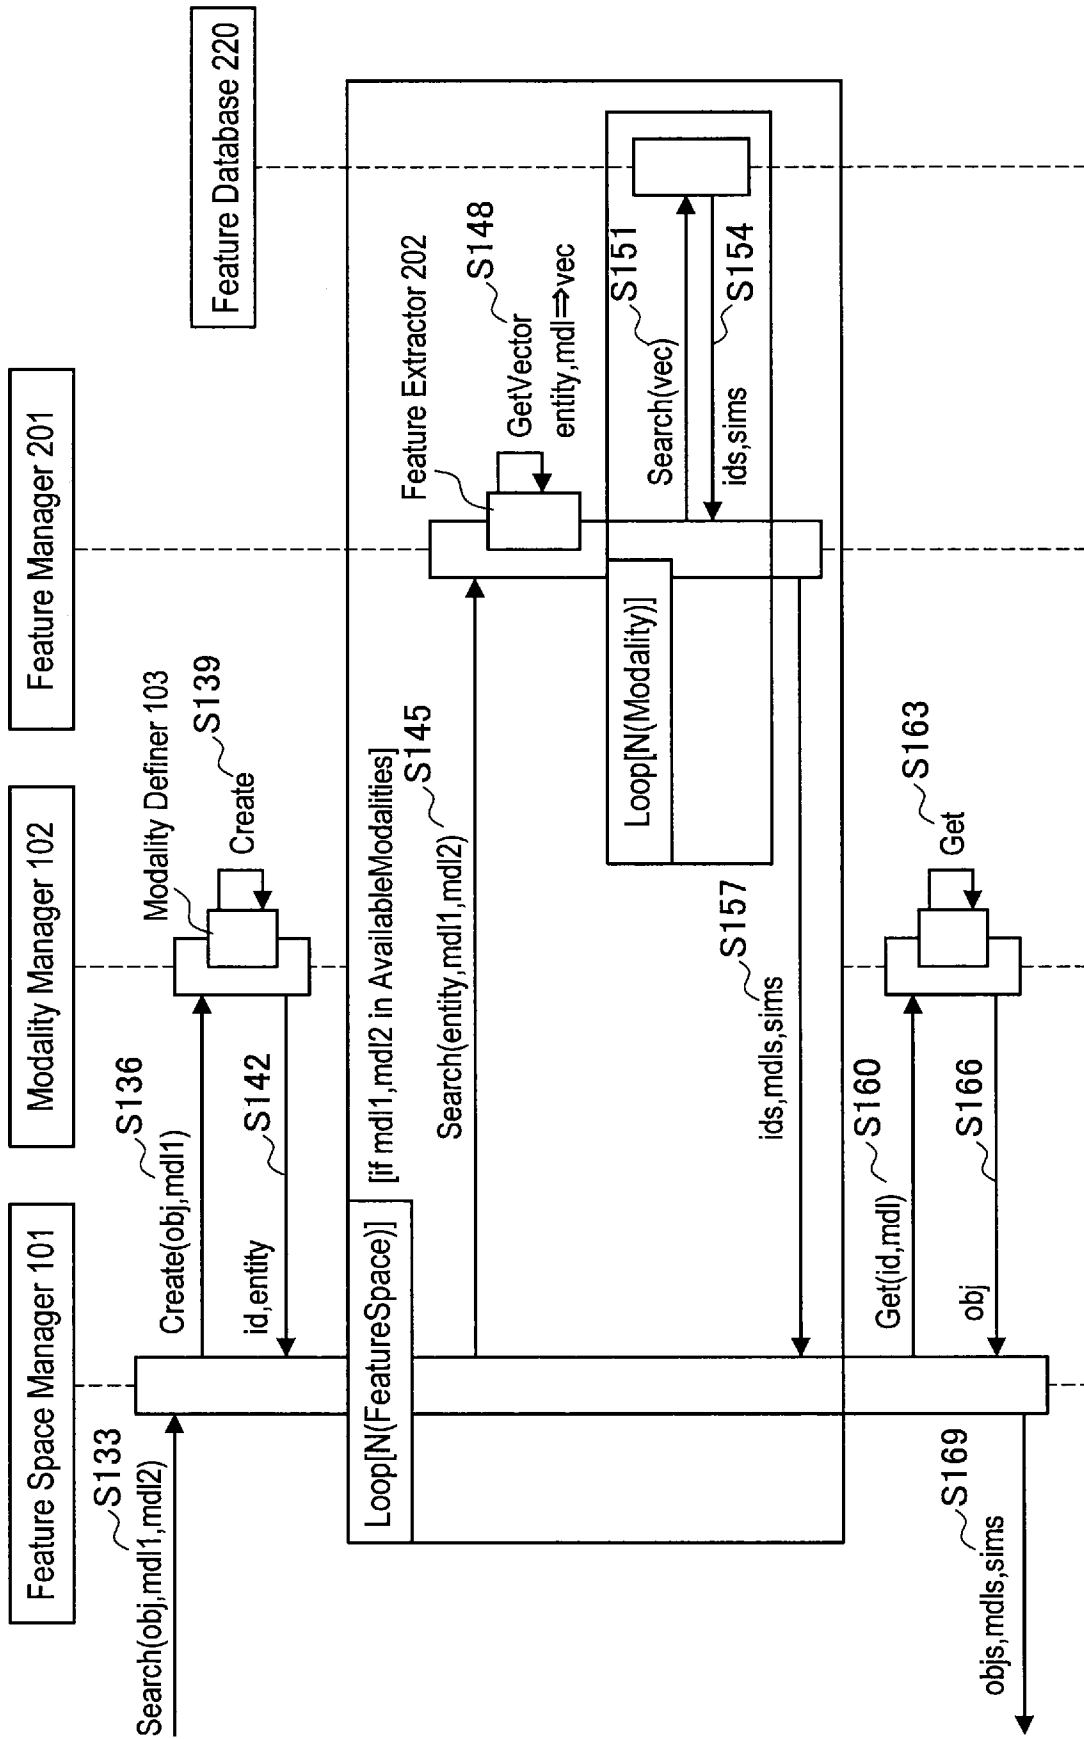 Feature Space Manager 101
Modality Manager 102
Feature Manager 201
Feature Database 220
Search(obj,mdl1,mdl2)
S133
Create(obj,mdl1)
S136
Modality Definer 103
Create
S139
id,entity
S142
Loop[N(FeatureSpace)]
[if mdl1,mdl2 in AvailableModalities]
Search(entity,mdl1,mdl2)
S145
Feature Extractor 202
GetVector
S148
entity,mdl⇒vec
Loop[N(Modality)]
Search(vec)
S151
ids,sims
S154
ids,mdls,sims
S157
Get(id,mdl)
S160
Get
S163
obj
S166
objs,mdls,sims
S169